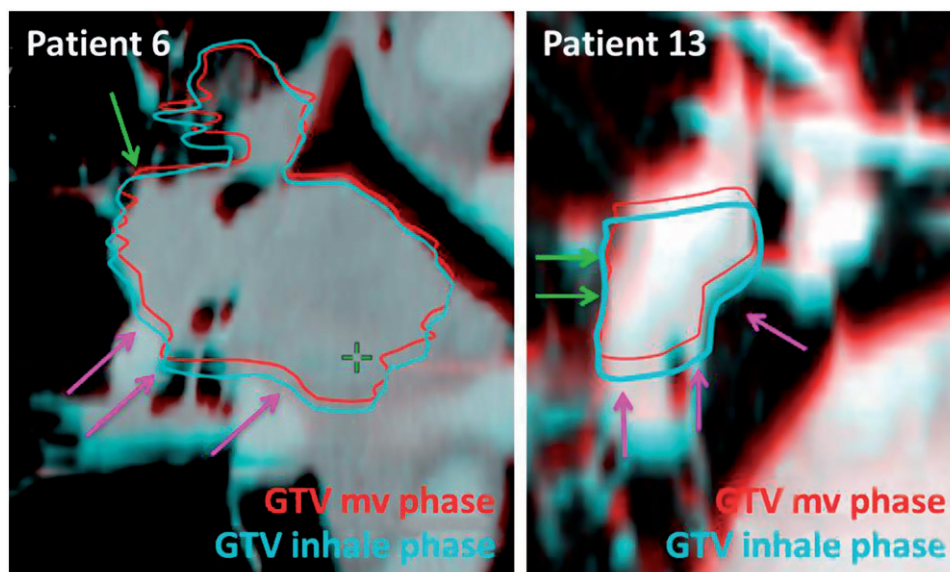 Patient 6
GTV mv phase
GTV inhale phase
Patient 13
GTV mv phase
GTV inhale phase